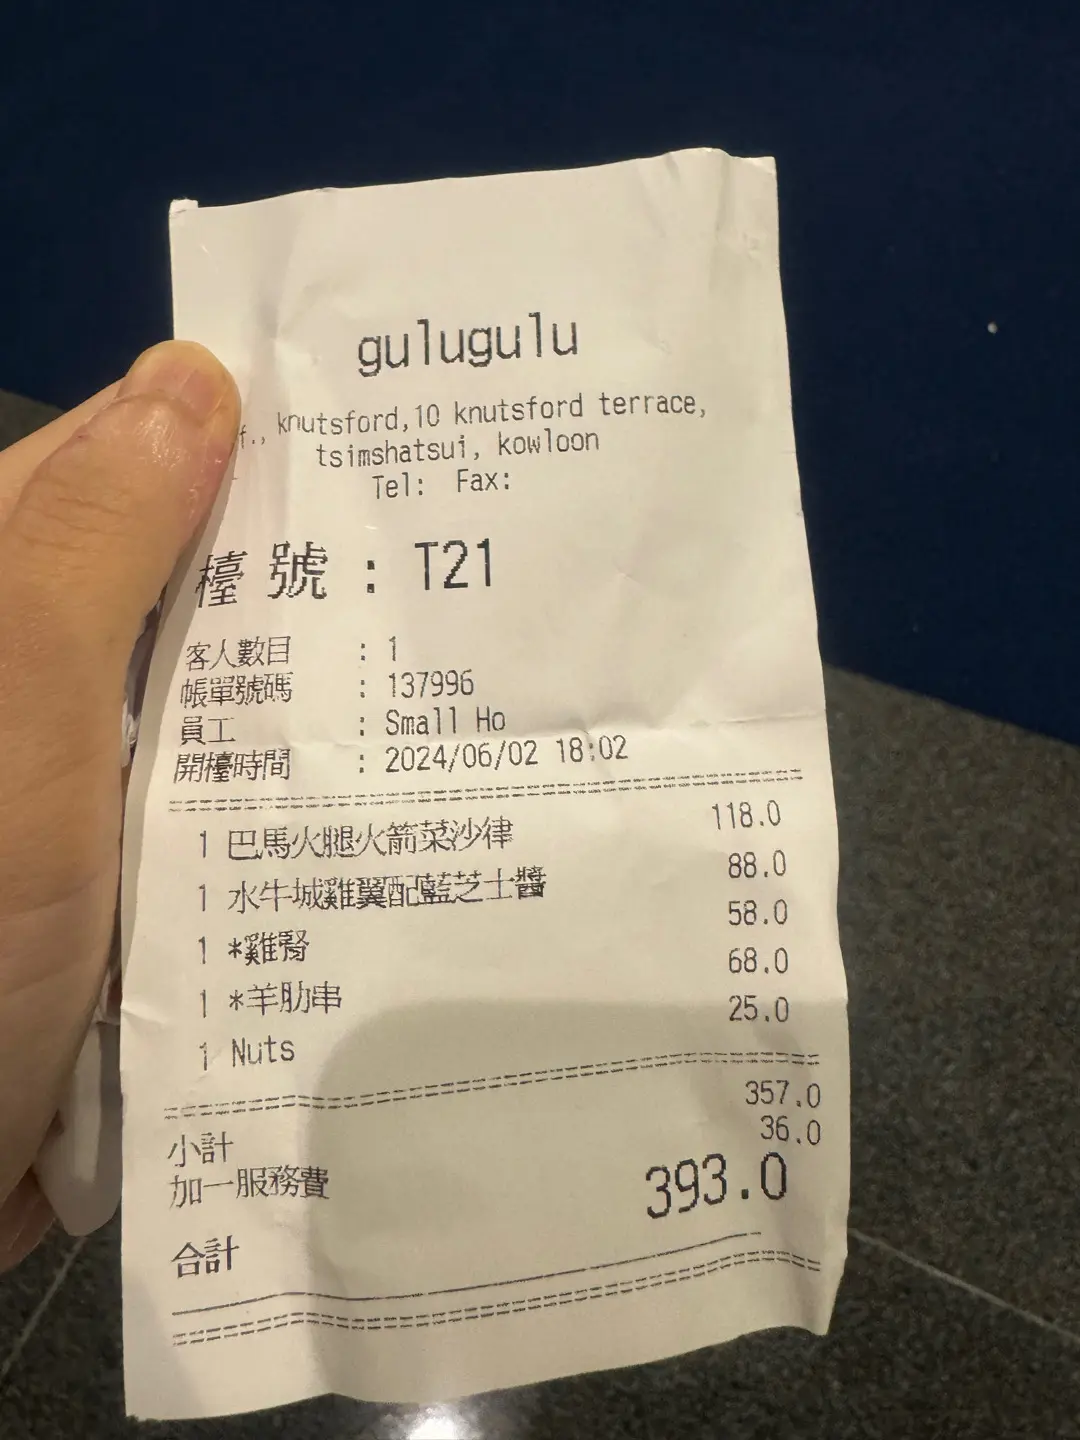 gulugulu
f., knutsford,10 knutsford terrace,
tsimshatsui, kowloon
Tel: Fax:
檯號 : T21
客人數目 : 1
帳單號碼 : 137996
員工 : Small Ho
開檯時間 : 2024/06/02 18:02
1 巴馬火腿火箭菜沙律 118.0
1 水牛城雞翼配藍芝士醬 88.0
1 *雞腎 58.0
1 *羊肋串 68.0
1 Nuts 25.0
小計 357.0
加一服務費 36.0
合計 393.0